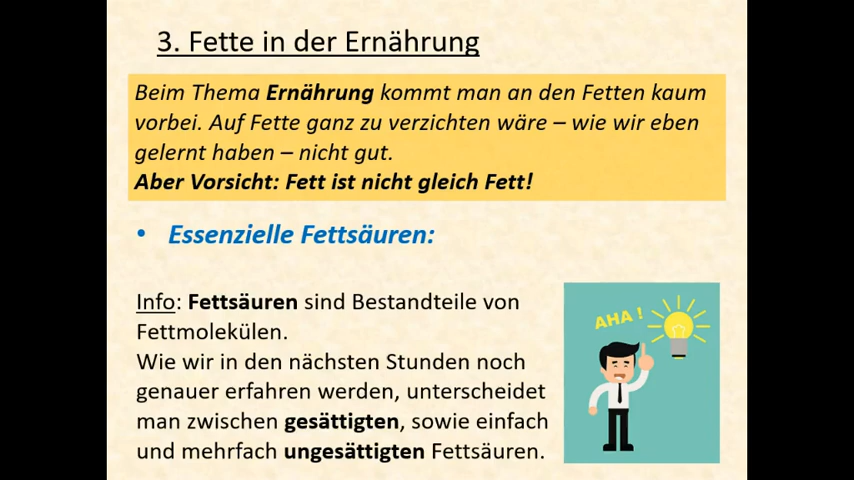 3. Fette in der Ernährung
Beim Thema Ernährung kommt man an den Fetten kaum
vorbei. Auf Fette ganz zu verzichten wäre – wie wir eben
gelernt haben – nicht gut.
Aber Vorsicht: Fett ist nicht gleich Fett!
• Essenzielle Fettsäuren:
Info: Fettsäuren sind Bestandteile von
Fettmolekülen.
Wie wir in den nächsten Stunden noch
genauer erfahren werden, unterscheidet
man zwischen gesättigten, sowie einfach
und mehrfach ungesättigten Fettsäuren.
AHA !